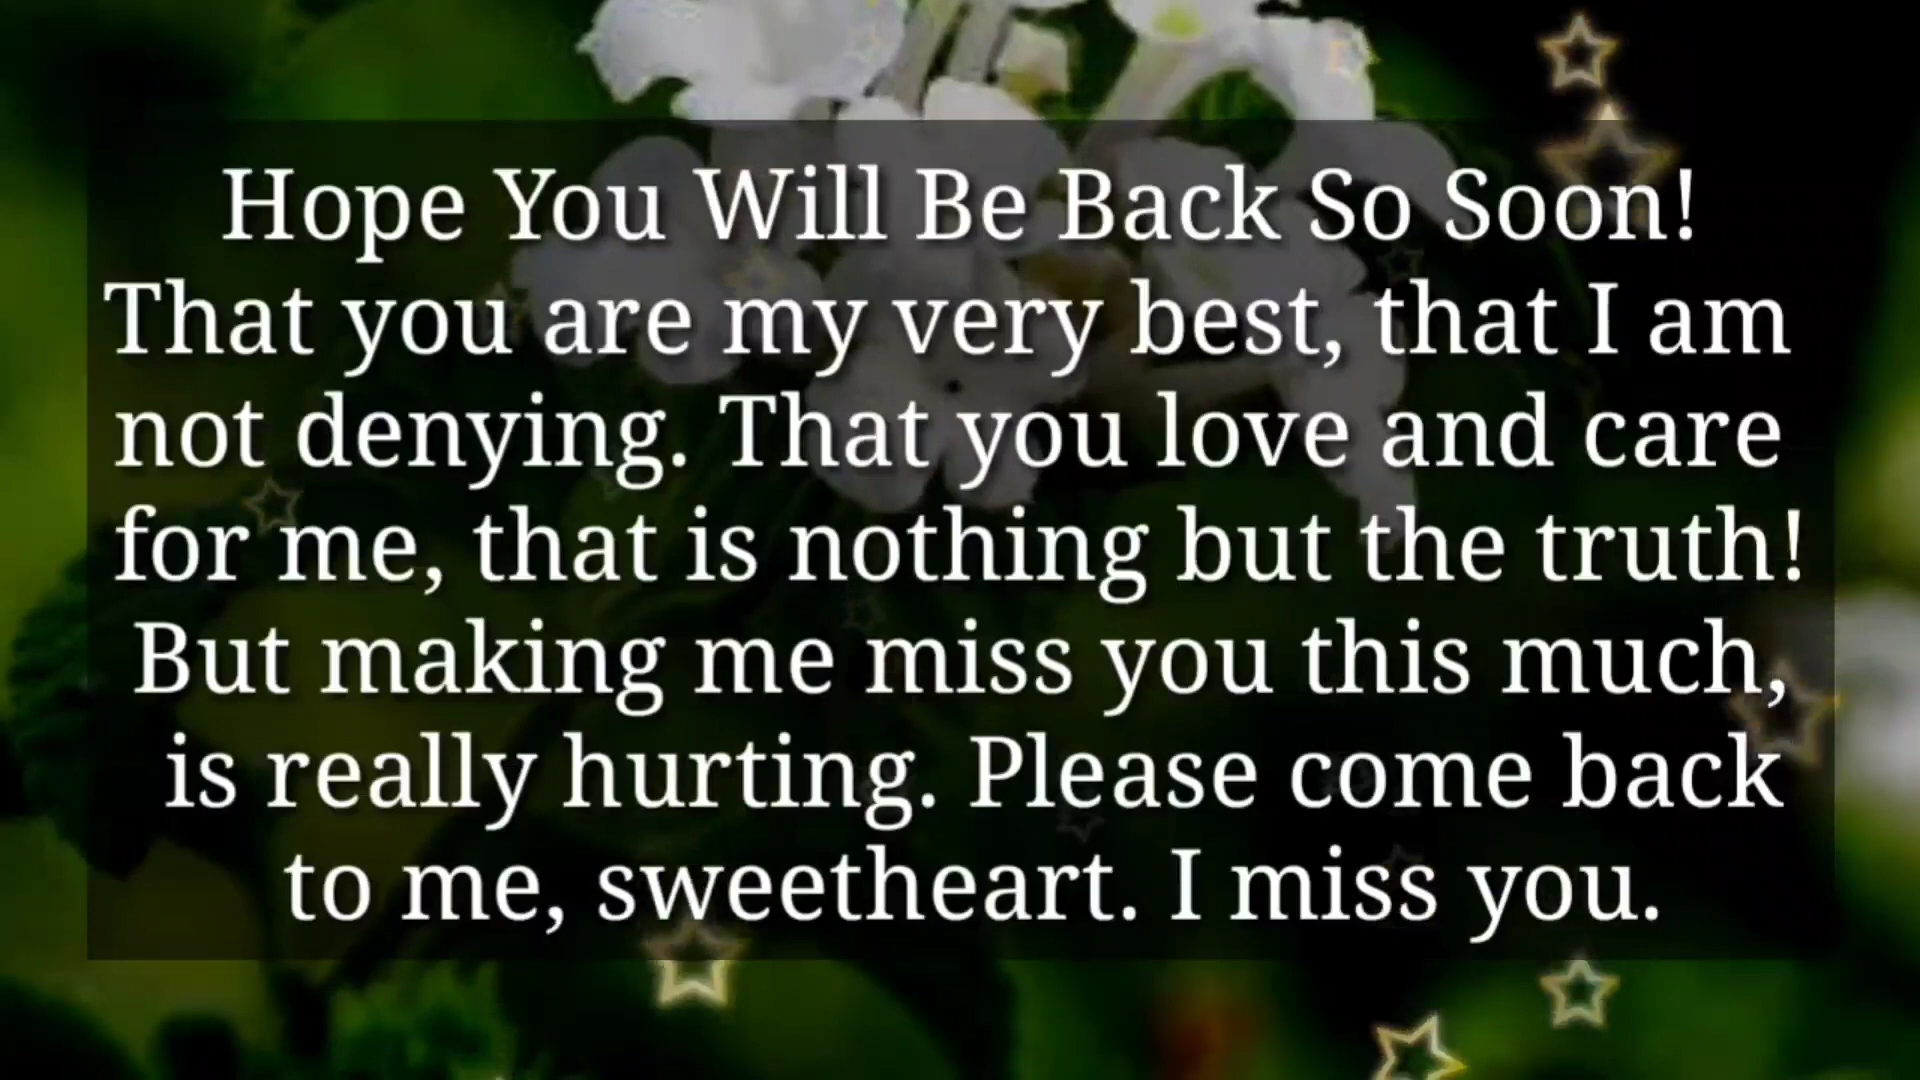 Hope You Will Be Back So Soon!
That you are my very best, that I am
not denying. That you love and care
for me, that is nothing but the truth!
But making me miss you this much,
is really hurting. Please come back
to me, sweetheart. I miss you.